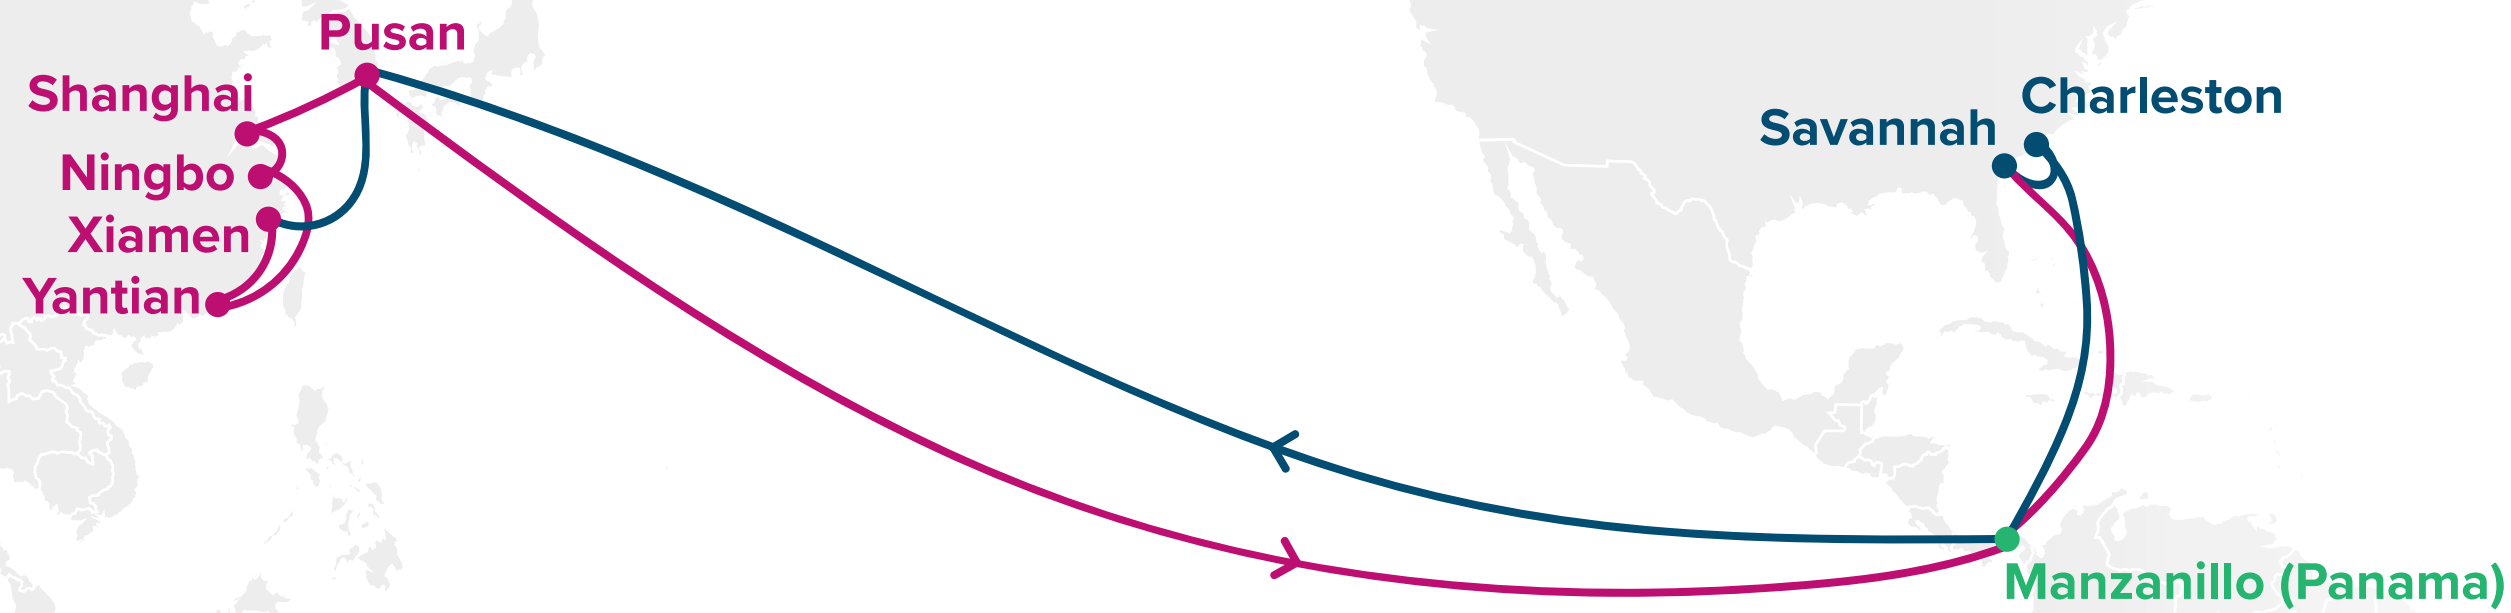 Pusan
Shanghai
Charleston
Savannah
Ningbo
Xiamen
Yantian
Manzanillo (Panama)